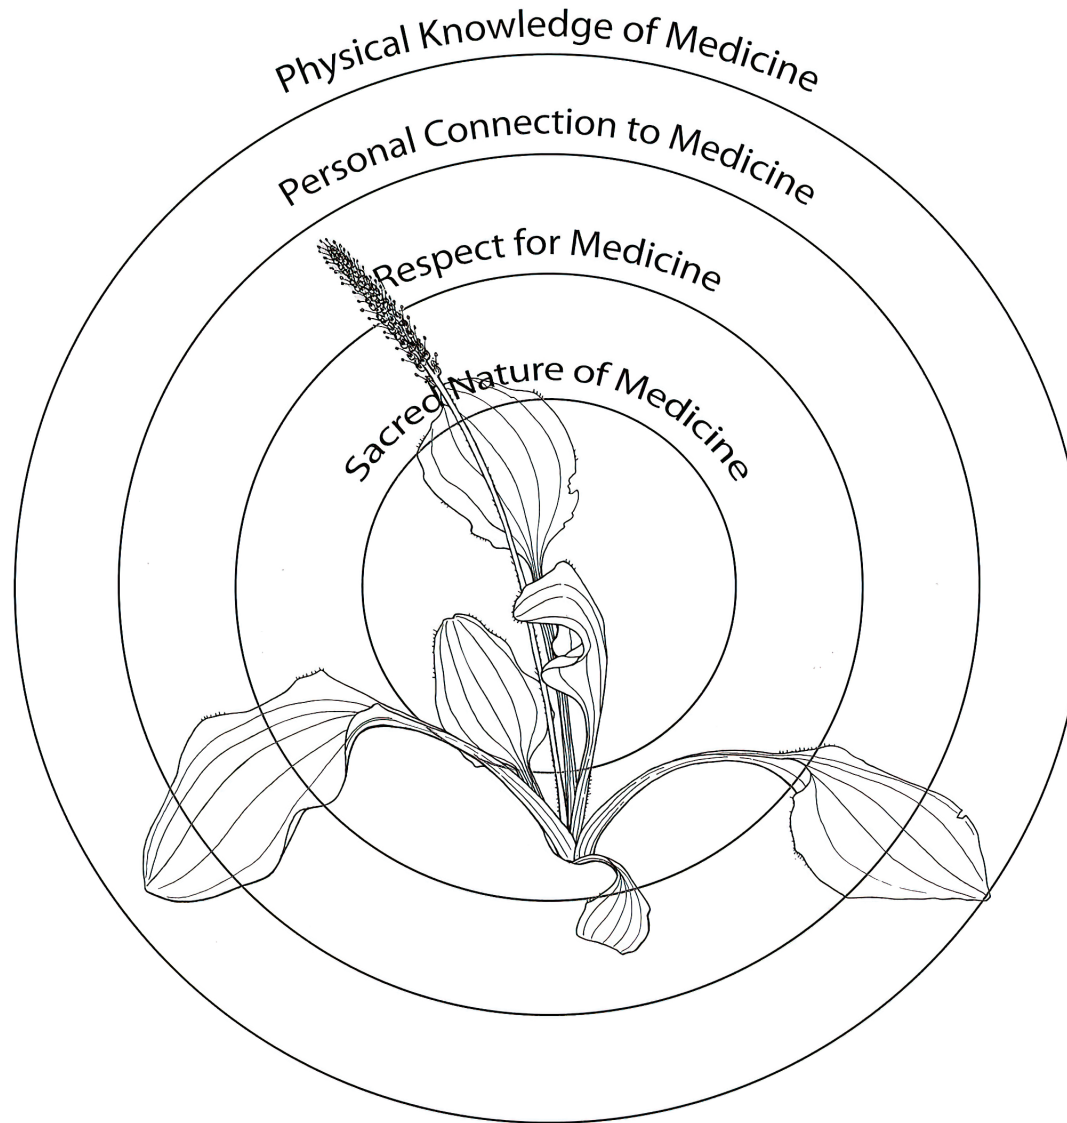 Physical Knowledge of Medicine
Personal Connection to Medicine
Respect for Medicine
Sacred Nature of Medicine